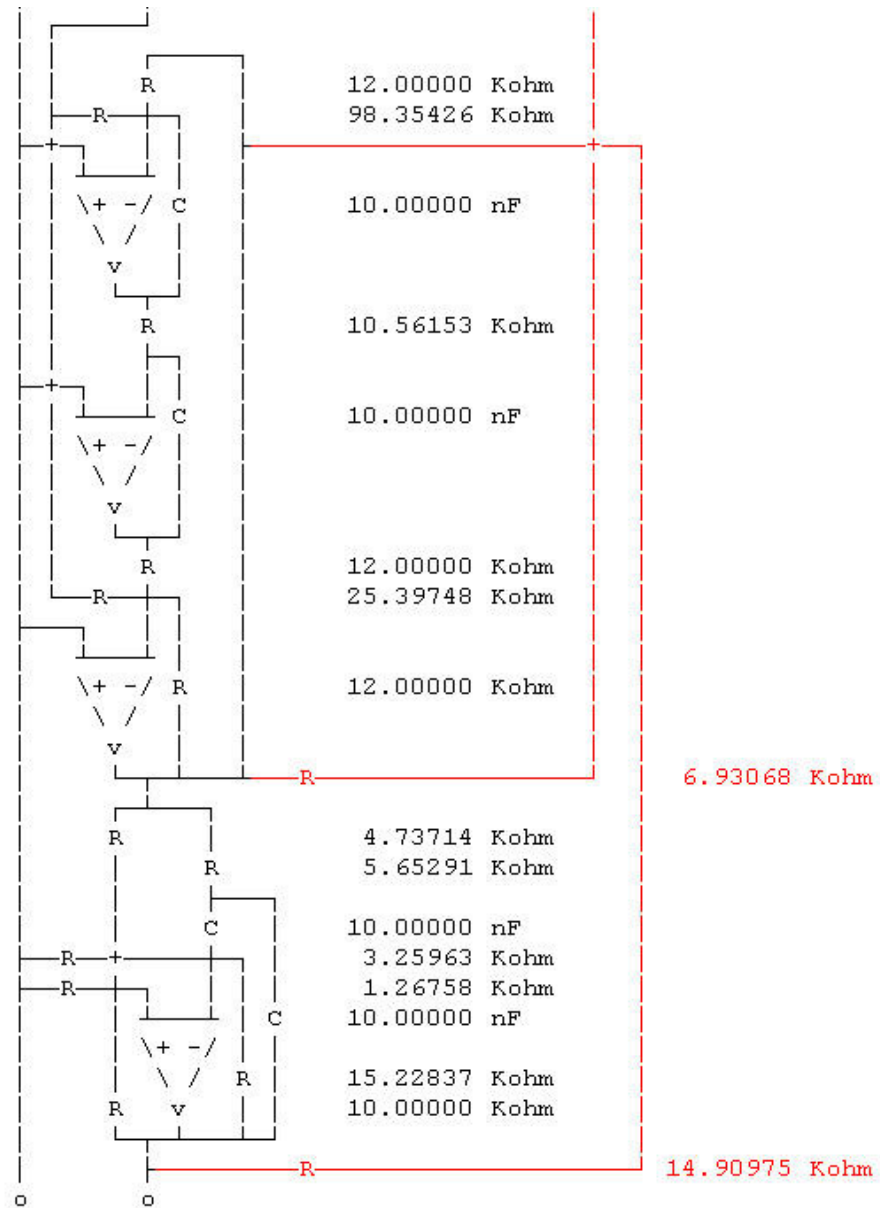 R 12.00000 Kohm
R 98.35426 Kohm
+ +
+ - C 10.00000 nF
v
R 10.56153 Kohm
+
C 10.00000 nF
+ -
v
R 12.00000 Kohm
R 25.39748 Kohm
+ - R 12.00000 Kohm
v
R 6.93068 Kohm
R 4.73714 Kohm
R 5.65291 Kohm
C 10.00000 nF
R + 3.25963 Kohm
R 1.26758 Kohm
C 10.00000 nF
+ -
R 15.22837 Kohm
R v 10.00000 Kohm
R 14.90975 Kohm
o o